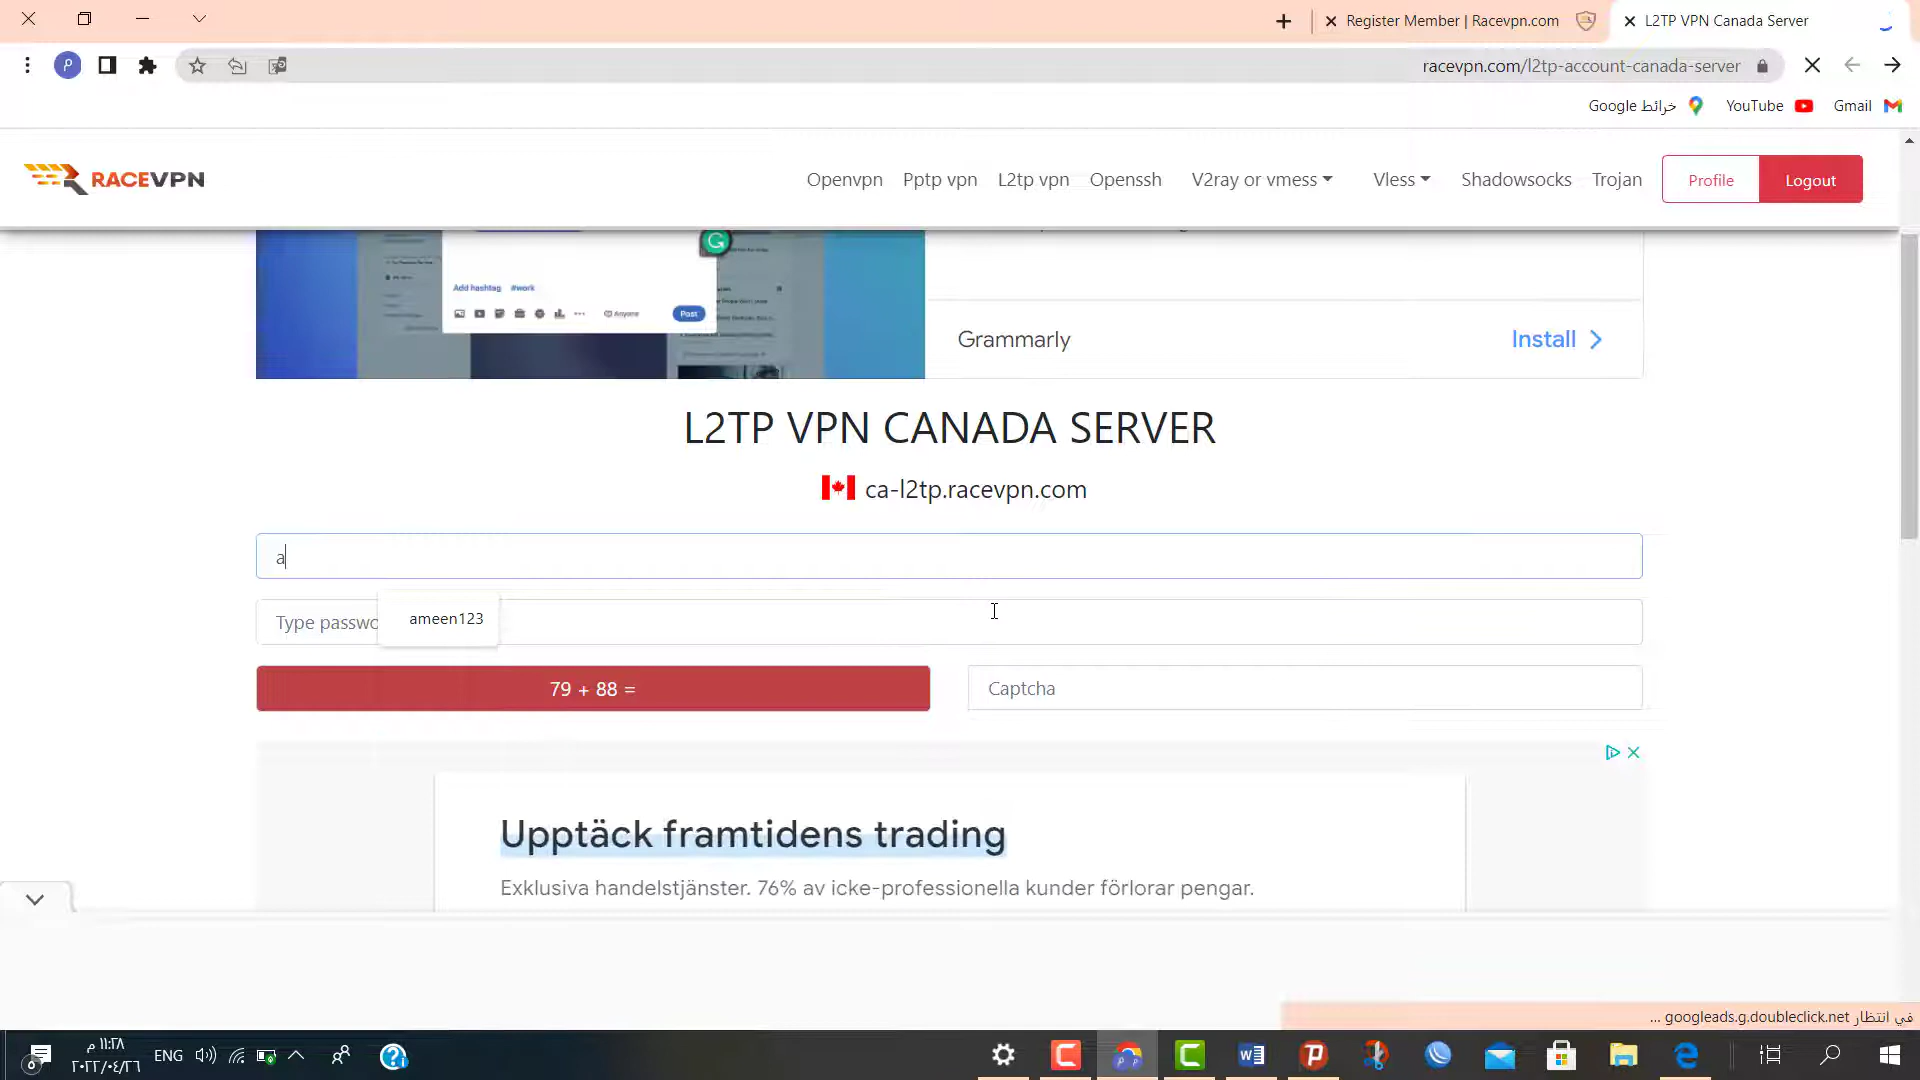 Register Member | Racevpn.com
L2TP VPN Canada Server
P
racevpn.com/l2tp-account-canada-server
خرائط Google
YouTube
Gmail
RACEVPN
Openvpn
Pptp vpn
L2tp vpn
Openssh
V2ray or vmess
Vless
Shadowsocks
Trojan
Profile
Logout
Add hashtag #work
Anyone
Post
Grammarly
Install
L2TP VPN CANADA SERVER
ca-l2tp.racevpn.com
a
Type passwo
ameen123
79 + 88 =
Captcha
Upptäck framtidens trading
Exklusiva handelstjänster. 76% av icke-professionella kunder förlorar pengar.
في انتظار googleads.g.doubleclick.net ...
١١:٢٨ م
٢٠٢٢/٠٤/٢٦
ENG